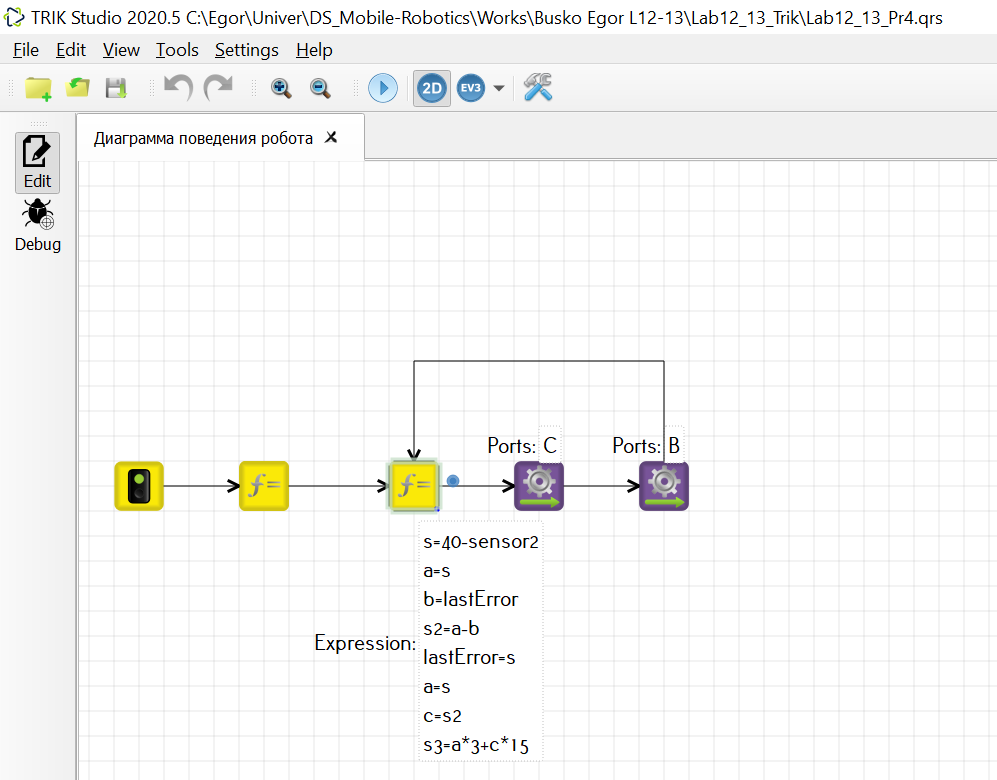 TRIK Studio 2020.5 C:\Egor\Univer\DS_Mobile-Robotics\Works\Busko Egor L12-13\Lab12_13_Trik\Lab12_13_Pr4.qrs
File Edit View Tools Settings Help
2D EV3
Диаграмма поведения робота
Edit
Debug
Ports: C Ports: B
f= f=
Expression:
s=40-sensor2
a=s
b=lastError
s2=a-b
lastError=s
a=s
c=s2
s3=a*3+c*15